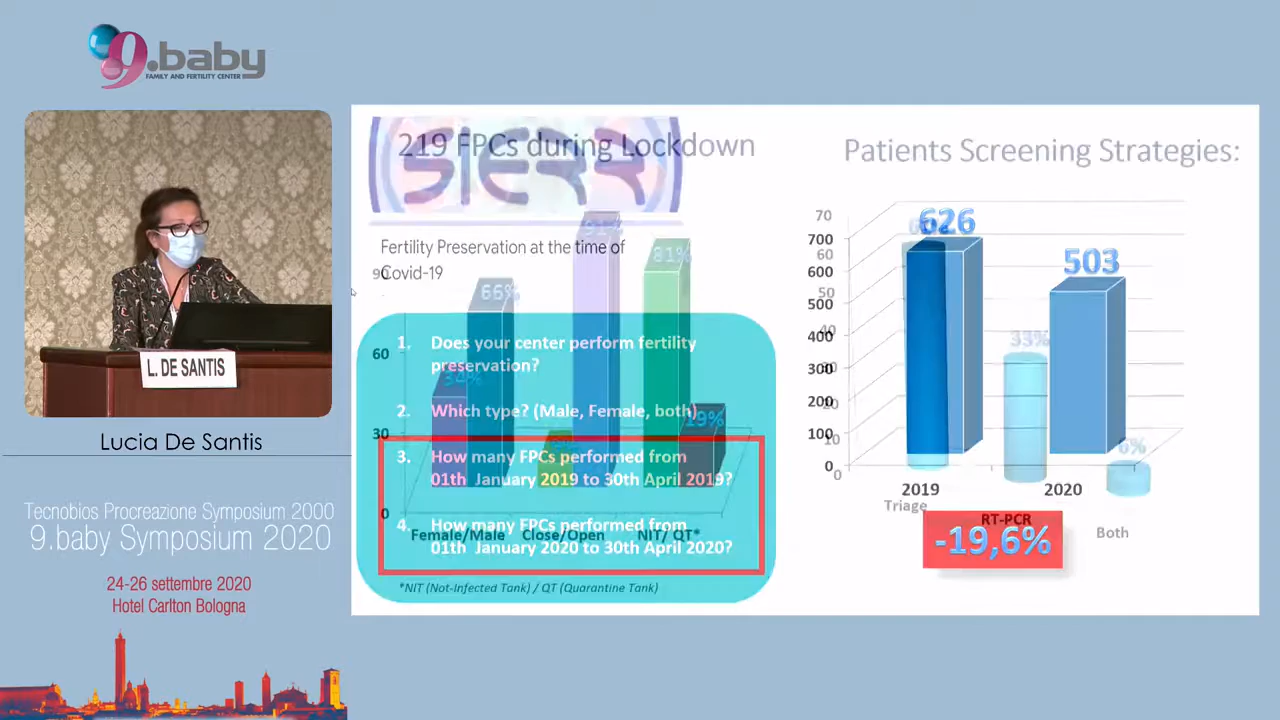 9.baby
FAMILY AND FERTILITY CENTER
L. DE SANTIS
Lucia De Santis
Tecnobios Procreazione Symposium 2000
9.baby Symposium 2020
24-26 settembre 2020
Hotel Carlton Bologna
SIERR
219 FPCs during Lockdown
Fertility Preservation at the time of
Covid-19
1. Does your center perform fertility
preservation?
2. Which type? (Male, Female, both)
3. How many FPCs performed from
01th January 2019 to 30th April 2019?
4. How many FPCs performed from
01th January 2020 to 30th April 2020?
90
60
30
0
34%
66%
81%
19%
Female/Male
Close/Open
NIT/ QT*
*NIT (Not-Infected Tank) / QT (Quarantine Tank)
Patients Screening Strategies:
70
60
50
40
30
20
10
0
700
600
500
400
300
200
100
0
626
503
33%
6%
2019
2020
Triage
RT-PCR
Both
-19,6%